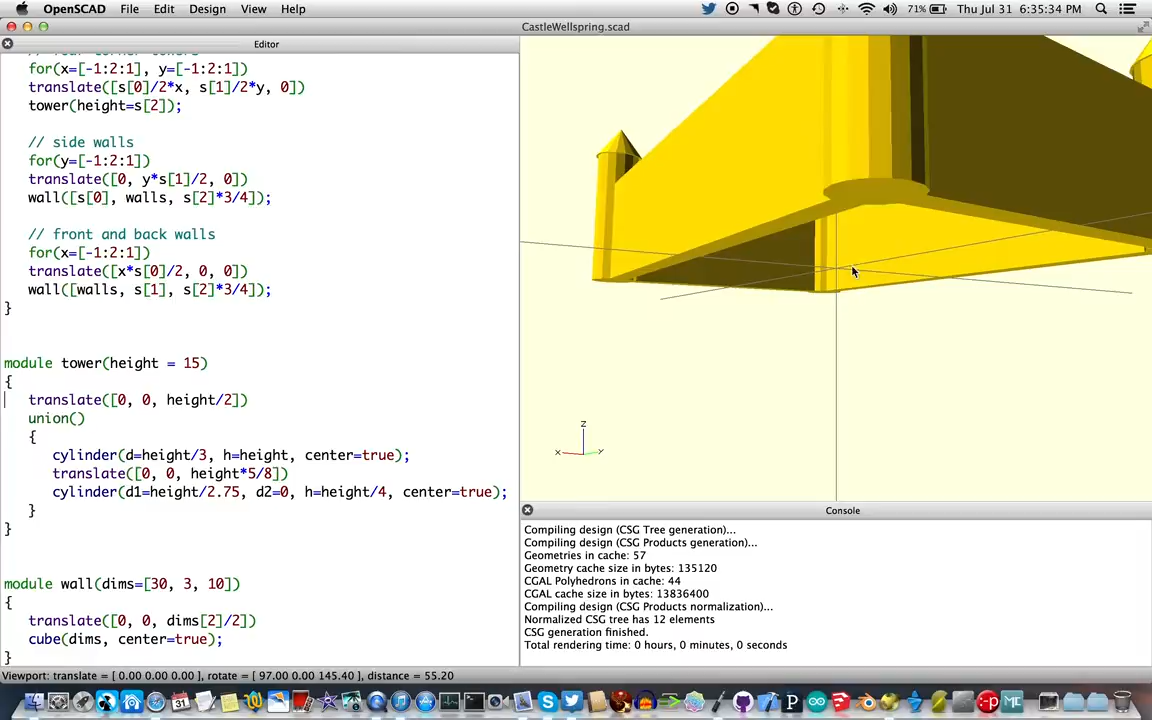 OpenSCAD File Edit Design View Help
71% Thu Jul 31 6:35:34 PM
CastleWellspring.scad
Editor
for(x=[-1:2:1], y=[-1:2:1])
translate([s[0]/2*x, s[1]/2*y, 0])
tower(height=s[2]);
// side walls
for(y=[-1:2:1])
translate([0, y*s[1]/2, 0])
wall([s[0], walls, s[2]*3/4]);
// front and back walls
for(x=[-1:2:1])
translate([x*s[0]/2, 0, 0])
wall([walls, s[1], s[2]*3/4]);
}
module tower(height = 15)
{
translate([0, 0, height/2])
union()
{
cylinder(d=height/3, h=height, center=true);
translate([0, 0, height*5/8])
cylinder(d1=height/2.75, d2=0, h=height/4, center=true);
}
}
module wall(dims=[30, 3, 10])
{
translate([0, 0, dims[2]/2])
cube(dims, center=true);
}
Z
X
Y
Console
Compiling design (CSG Tree generation)...
Compiling design (CSG Products generation)...
Geometries in cache: 57
Geometry cache size in bytes: 135120
CGAL Polyhedrons in cache: 44
CGAL cache size in bytes: 13836400
Compiling design (CSG Products normalization)...
Normalized CSG tree has 12 elements
CSG generation finished.
Total rendering time: 0 hours, 0 minutes, 0 seconds
Viewport: translate = [ 0.00 0.00 0.00 ], rotate = [ 97.00 0.00 145.40 ], distance = 55.20